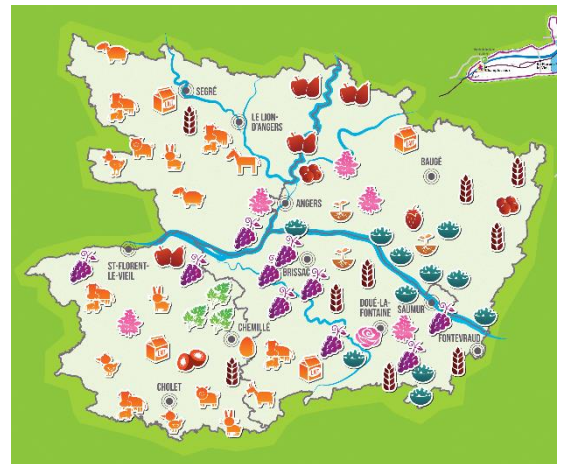 SEGRÉ
LE LION-
D'ANGERS
BAUGÉ
ANGERS
ST-FLORENT-
LE-VIEIL
BRISSAC
DOUÉ-LA-
FONTAINE
SAUMUR
CHEMILLÉ
FONTEVRAUD
CHOLET